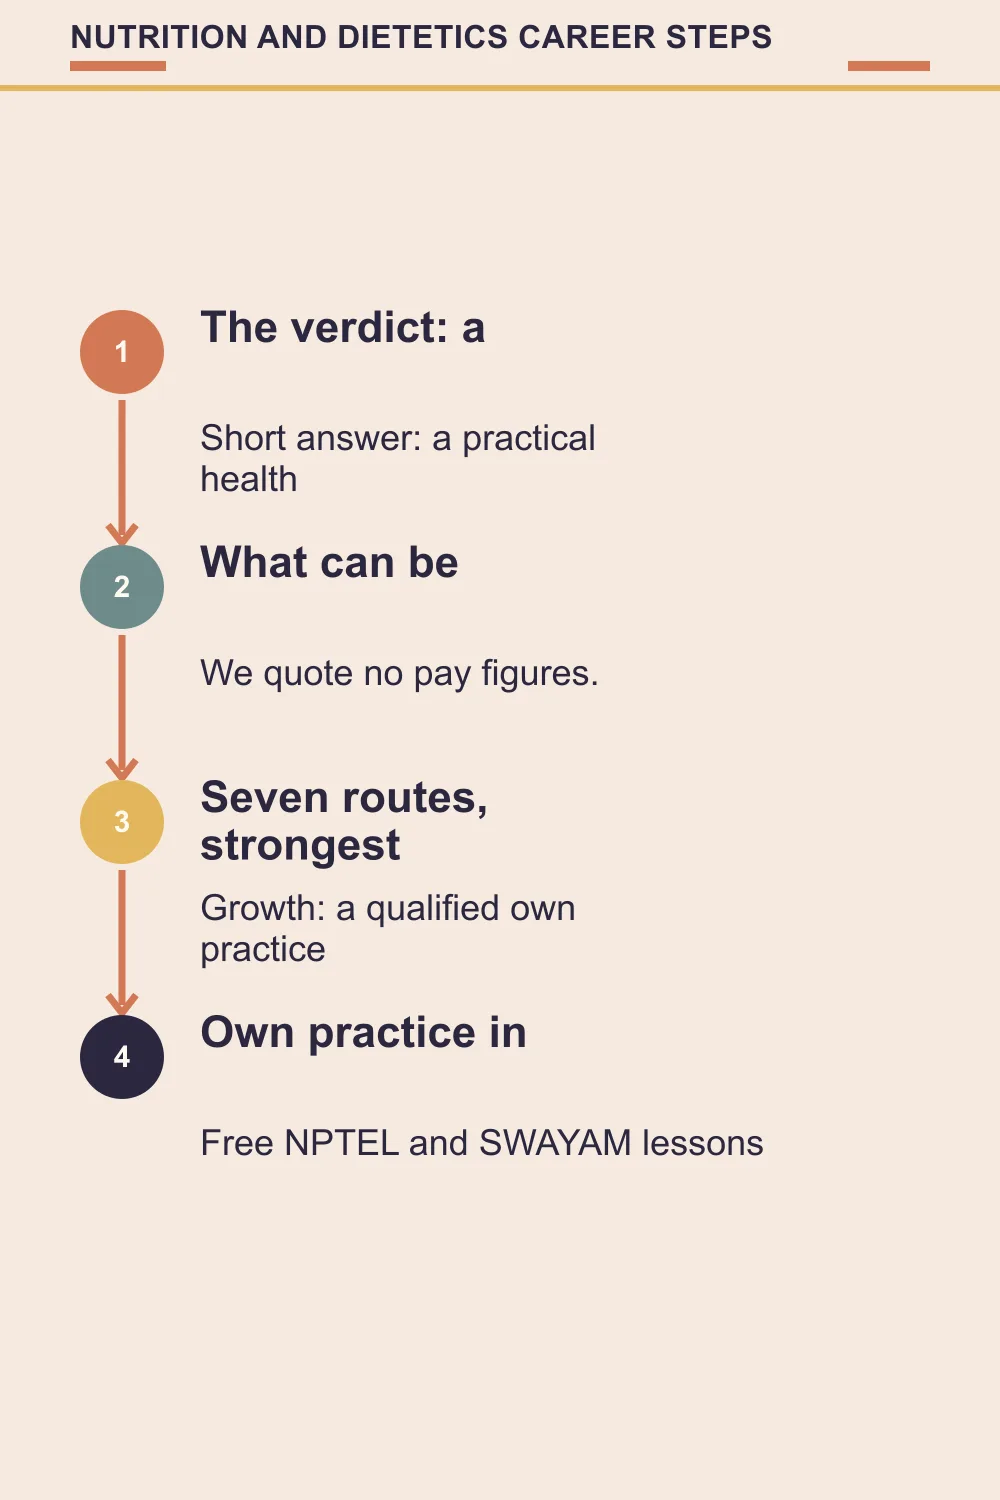 NUTRITION AND DIETETICS CAREER STEPS
1
The verdict: a
Short answer: a practical
health
2
What can be
We quote no pay figures.
3
Seven routes,
strongest
Growth: a qualified own
practice
4
Own practice in
Free NPTEL and SWAYAM lessons